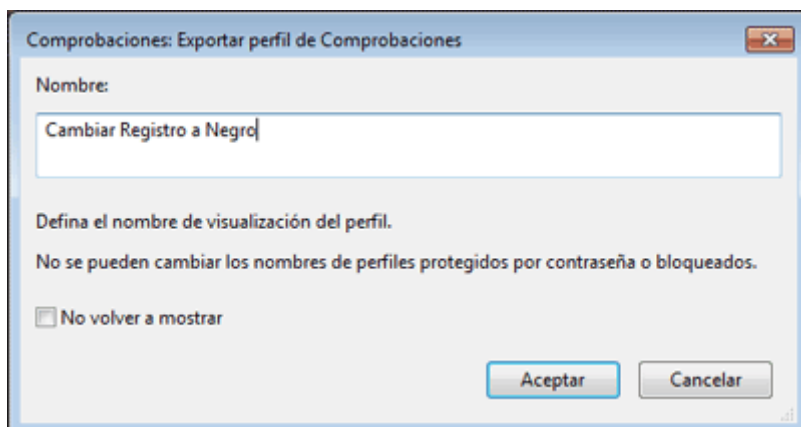 Comprobaciones: Exportar perfil de Comprobaciones
Nombre:
Cambiar Registro a Negro
Defina el nombre de visualización del perfil.
No se pueden cambiar los nombres de perfiles protegidos por contraseña o bloqueados.
No volver a mostrar
Aceptar
Cancelar